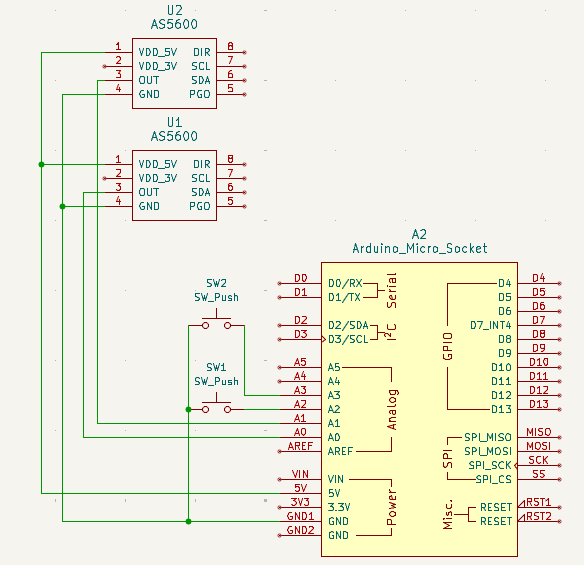 U2
AS5600
1 VDD_5V DIR 8
2 VDD_3V SCL 7
3 OUT SDA 6
4 GND PGO 5
U1
AS5600
1 VDD_5V DIR 8
2 VDD_3V SCL 7
3 OUT SDA 6
4 GND PGO 5
A2
Arduino_Micro_Socket
SW2
SW_Push
SW1
SW_Push
D0 D0/RX
D1 D1/TX
Serial
D2 D2/SDA
D3 D3/SCL
I²C
A5 A5
A4 A4
A3 A3
A2 A2
A1 A1
A0 A0
AREF AREF
Analog
VIN VIN
5V 5V
3V3 3.3V
GND1 GND
GND2 GND
Power
D4 D4
D5 D5
D6 D6
D7_INT4 D7
D8 D8
D9 D9
D10 D10
D11 D11
D12 D12
D13 D13
GPIO
SPI_MISO MISO
SPI_MOSI MOSI
SPI_SCK SCK
SPI_CS SS
SPI
RESET RST1
RESET RST2
Misc.